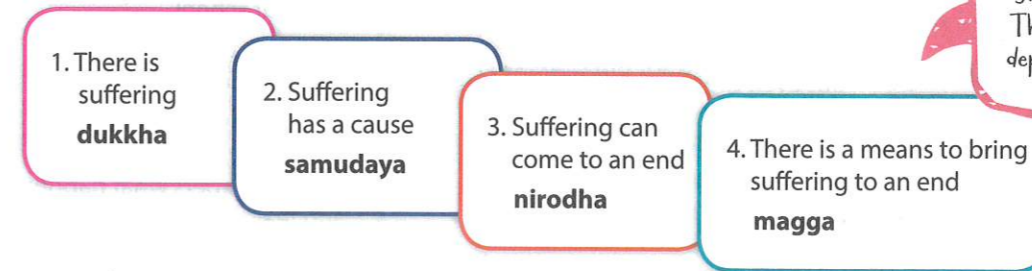 1. There is
suffering
dukkha
2. Suffering
has a cause
samudaya
3. Suffering can
come to an end
nirodha
4. There is a means to bring
suffering to an end
magga